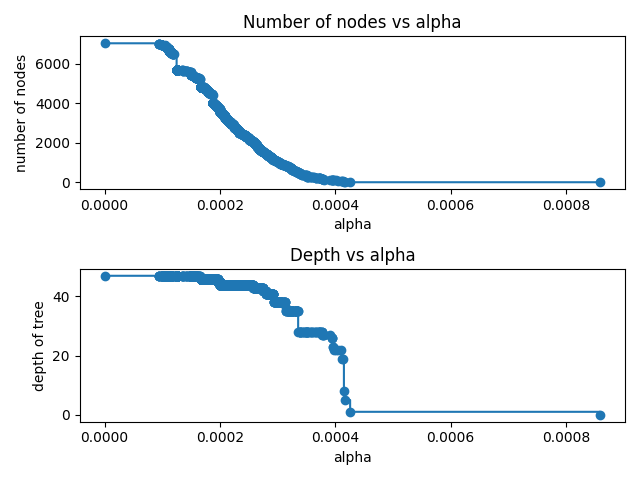 Number of nodes vs alpha
number of nodes
6000
4000
2000
0
0.0000 0.0002 0.0004 0.0006 0.0008
alpha
Depth vs alpha
depth of tree
40
20
0
0.0000 0.0002 0.0004 0.0006 0.0008
alpha